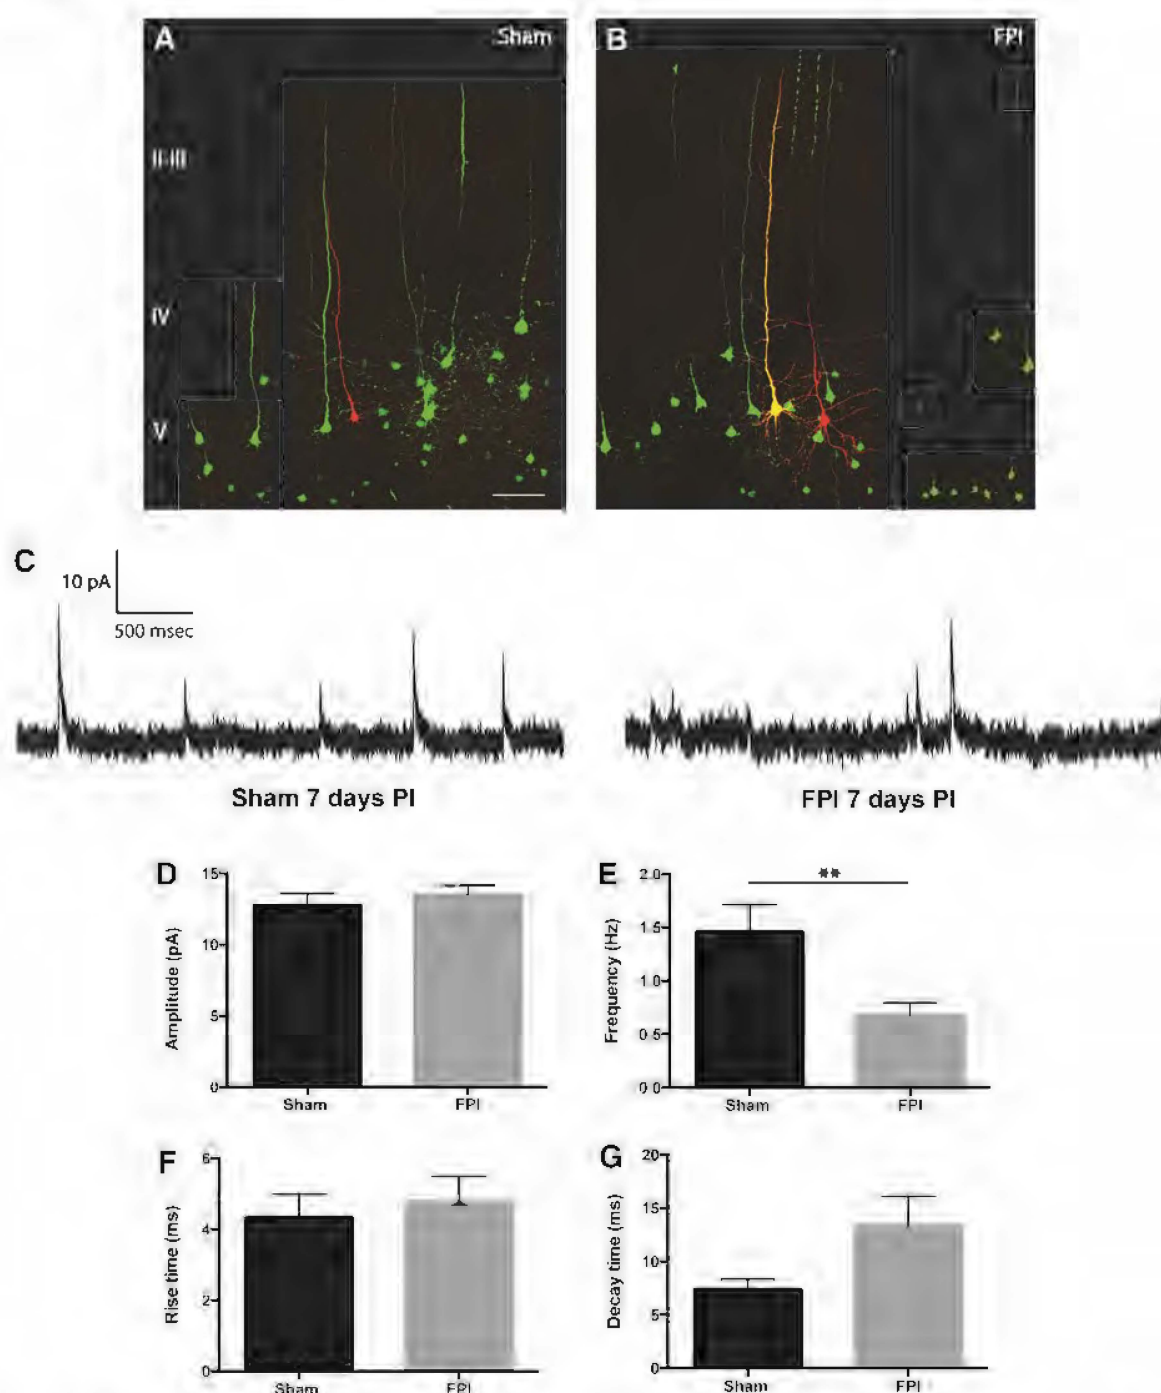 A Sham
B FPI
II-III
IV
V
C
10 pA
500 msec
Sham 7 days PI
FPI 7 days PI
D
15
10
5
0
Amplitude (pA)
Sham FPI
E
**
2.0
1.5
1.0
0.5
0.0
Frequency (Hz)
Sham FPI
F
6
4
2
0
Rise time (ms)
Sham FPI
G
20
15
10
5
0
Decay time (ms)
Sham FPI